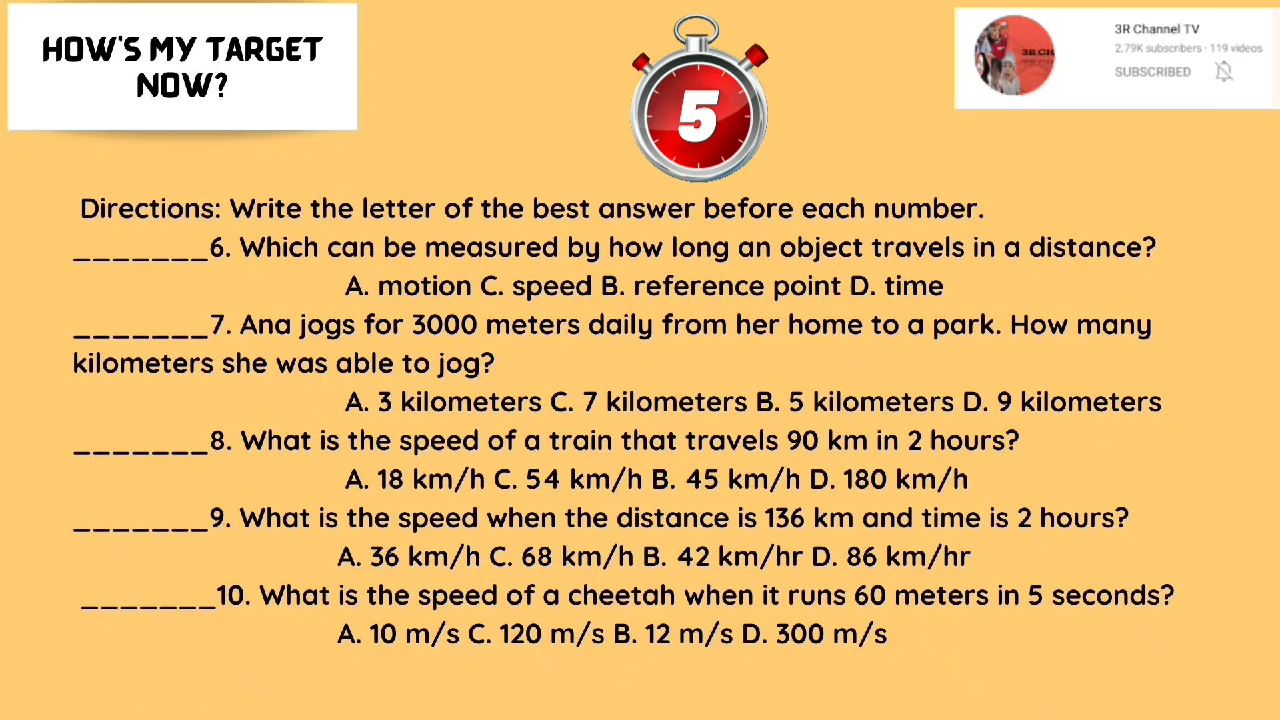 HOW'S MY TARGET
NOW?
5
3R Channel TV
2.79K subscribers · 119 videos
SUBSCRIBED
3R CH
Directions: Write the letter of the best answer before each number.
_______6. Which can be measured by how long an object travels in a distance?
A. motion C. speed B. reference point D. time
_______7. Ana jogs for 3000 meters daily from her home to a park. How many
kilometers she was able to jog?
A. 3 kilometers C. 7 kilometers B. 5 kilometers D. 9 kilometers
_______8. What is the speed of a train that travels 90 km in 2 hours?
A. 18 km/h C. 54 km/h B. 45 km/h D. 180 km/h
_______9. What is the speed when the distance is 136 km and time is 2 hours?
A. 36 km/h C. 68 km/h B. 42 km/hr D. 86 km/hr
_______10. What is the speed of a cheetah when it runs 60 meters in 5 seconds?
A. 10 m/s C. 120 m/s B. 12 m/s D. 300 m/s